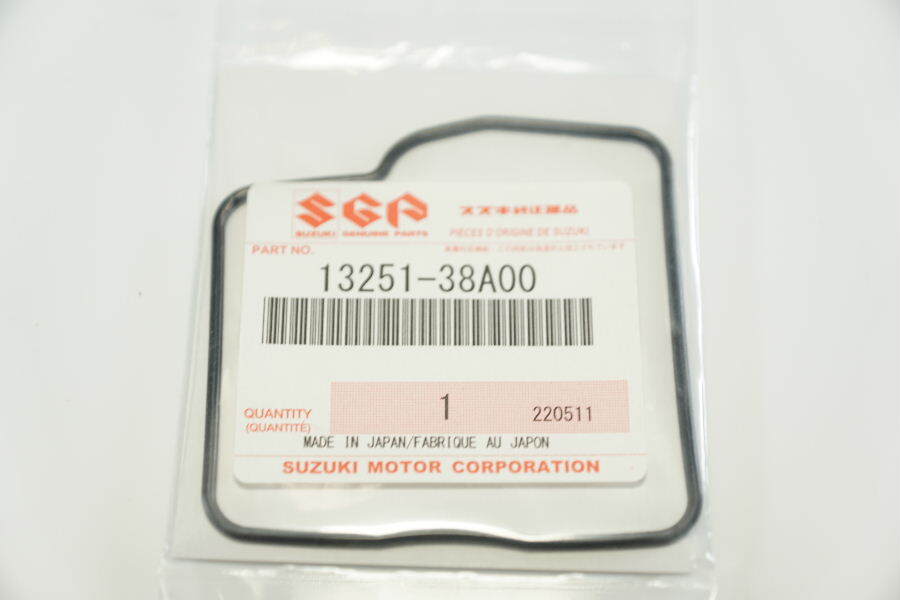 SGP
SUZUKI GENUINE PARTS
スズキ純正部品
PIÈCES D'ORIGINE DE SUZUKI
PART NO.
13251-38A00
QUANTITY
(QUANTITÉ)
1
220511
MADE IN JAPAN/FABRIQUE AU JAPON
SUZUKI MOTOR CORPORATION